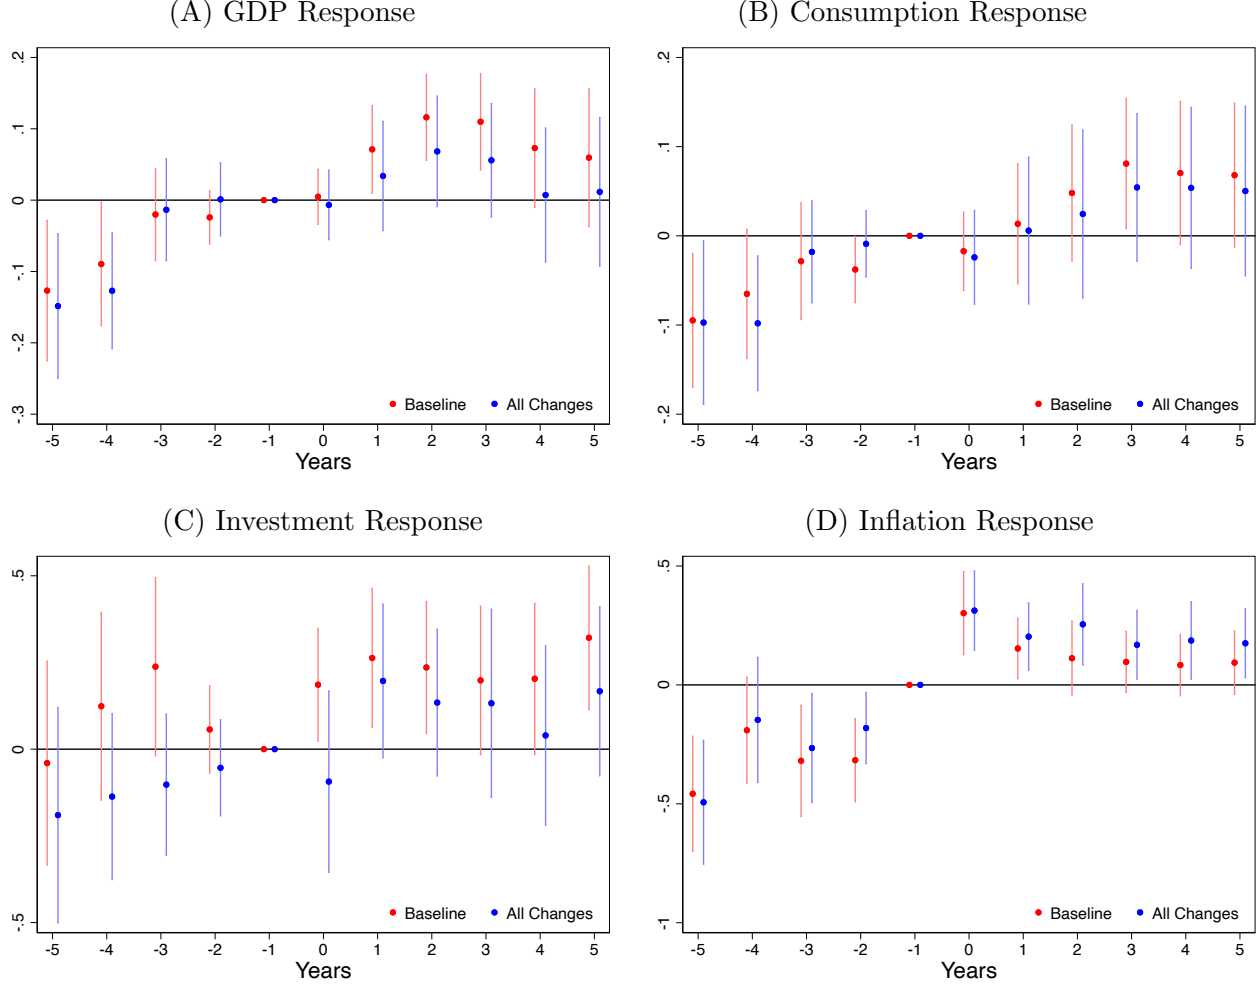 (A) GDP Response
.2
.1
0
-.1
-.2
-.3
Baseline All Changes
-5 -4 -3 -2 -1 0 1 2 3 4 5
Years
(B) Consumption Response
.2
.1
0
-.1
-.2
Baseline All Changes
-5 -4 -3 -2 -1 0 1 2 3 4 5
Years
(C) Investment Response
.5
0
-.5
Baseline All Changes
-5 -4 -3 -2 -1 0 1 2 3 4 5
Years
(D) Inflation Response
.5
0
-.5
-1
Baseline All Changes
-5 -4 -3 -2 -1 0 1 2 3 4 5
Years